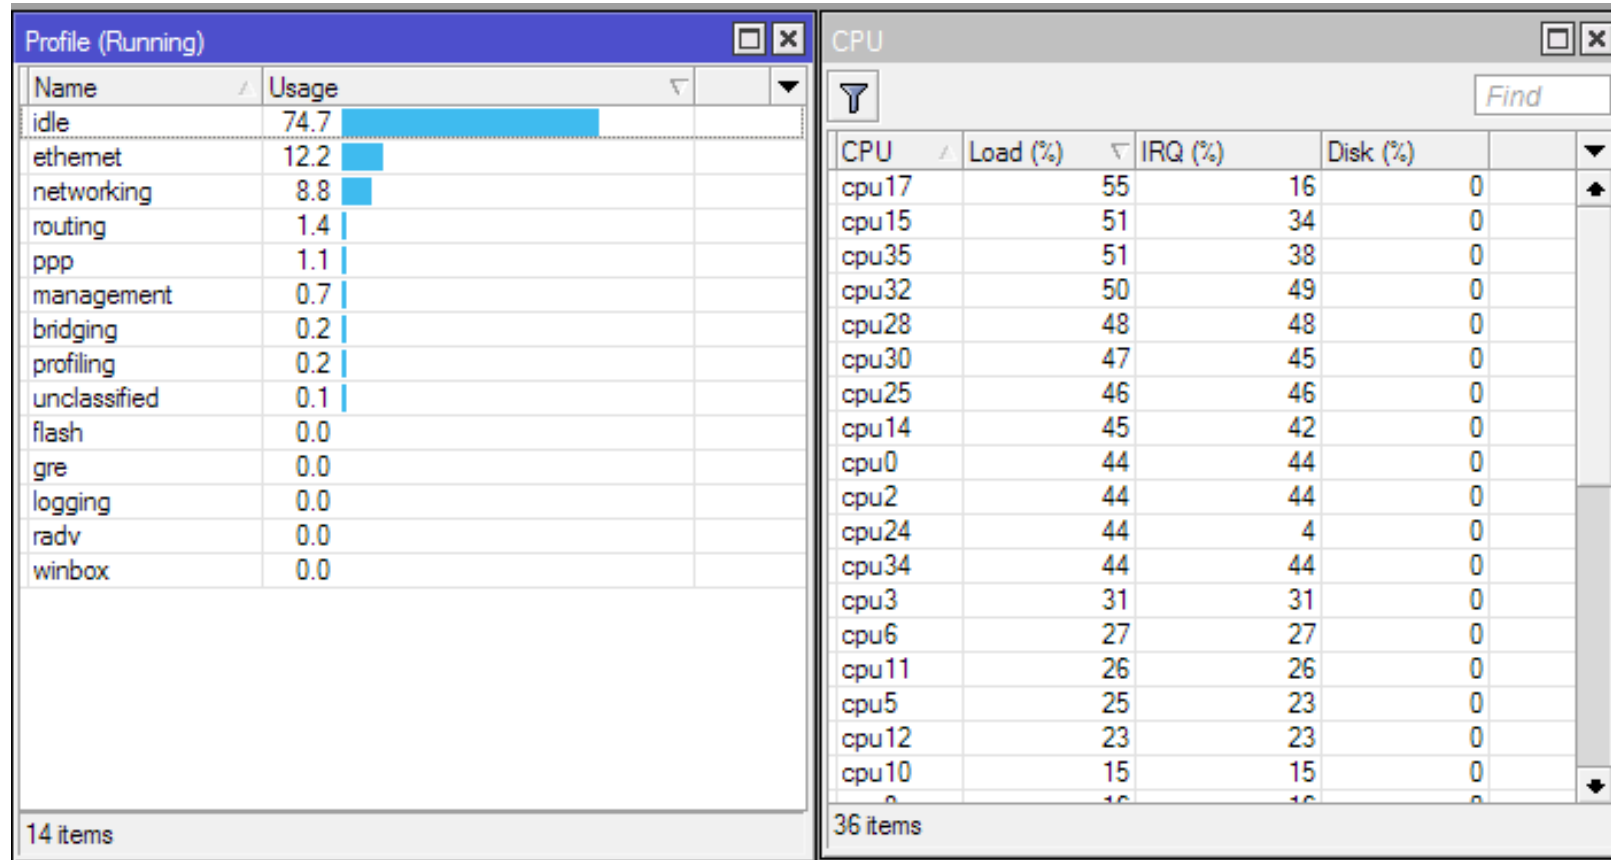 Profile (Running)
Name Usage
idle 74.7
ethernet 12.2
networking 8.8
routing 1.4
ppp 1.1
management 0.7
bridging 0.2
profiling 0.2
unclassified 0.1
flash 0.0
gre 0.0
logging 0.0
radv 0.0
winbox 0.0
14 items
CPU
Find
CPU Load (%) IRQ (%) Disk (%)
cpu17 55 16 0
cpu15 51 34 0
cpu35 51 38 0
cpu32 50 49 0
cpu28 48 48 0
cpu30 47 45 0
cpu25 46 46 0
cpu14 45 42 0
cpu0 44 44 0
cpu2 44 44 0
cpu24 44 4 0
cpu34 44 44 0
cpu3 31 31 0
cpu6 27 27 0
cpu11 26 26 0
cpu5 25 23 0
cpu12 23 23 0
cpu10 15 15 0
36 items